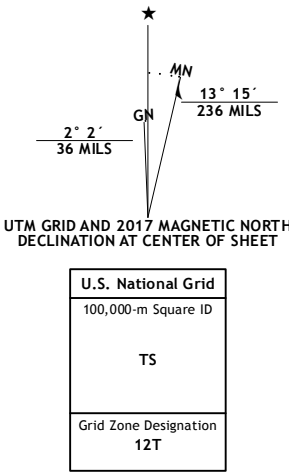 ★
MN
GN
13° 15´
236 MILS
2° 2´
36 MILS
UTM GRID AND 2017 MAGNETIC NORTH
DECLINATION AT CENTER OF SHEET
U.S. National Grid
100,000-m Square ID
TS
Grid Zone Designation
12T